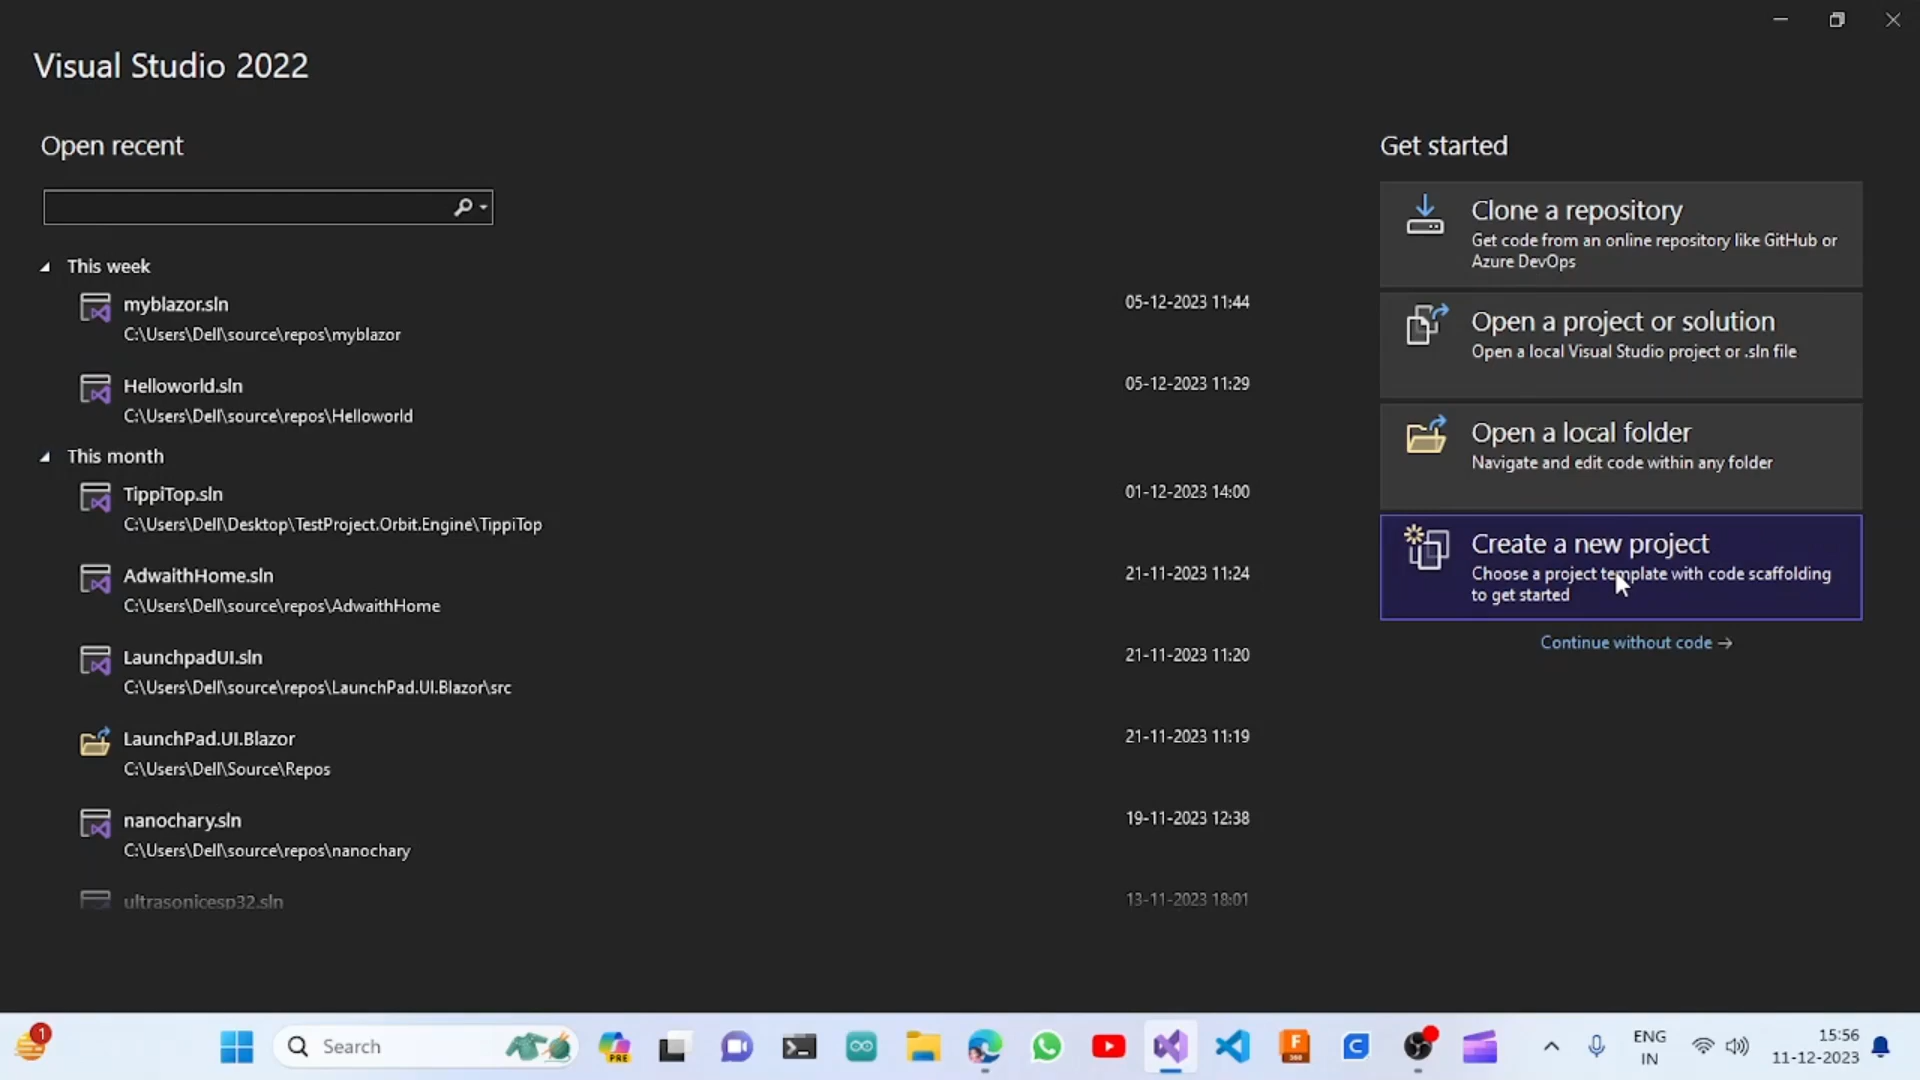 Visual Studio 2022
Open recent
This week
myblazor.sln
05-12-2023 11:44
C:\Users\Dell\source\repos\myblazor
Helloworld.sln
05-12-2023 11:29
C:\Users\Dell\source\repos\Helloworld
This month
TippiTop.sln
01-12-2023 14:00
C:\Users\Dell\Desktop\TestProject.Orbit.Engine\TippiTop
AdwaithHome.sln
21-11-2023 11:24
C:\Users\Dell\source\repos\AdwaithHome
LaunchpadUI.sln
21-11-2023 11:20
C:\Users\Dell\source\repos\LaunchPad.UI.Blazor\src
LaunchPad.UI.Blazor
21-11-2023 11:19
C:\Users\Dell\Source\Repos
nanochary.sln
19-11-2023 12:38
C:\Users\Dell\source\repos\nanochary
ultrasonicesp32.sln
13-11-2023 18:01
Get started
Clone a repository
Get code from an online repository like GitHub or
Azure DevOps
Open a project or solution
Open a local Visual Studio project or .sln file
Open a local folder
Navigate and edit code within any folder
Create a new project
Choose a project template with code scaffolding
to get started
Continue without code →
1
Search
PRE
F
360
C
ENG
IN
15:56
11-12-2023